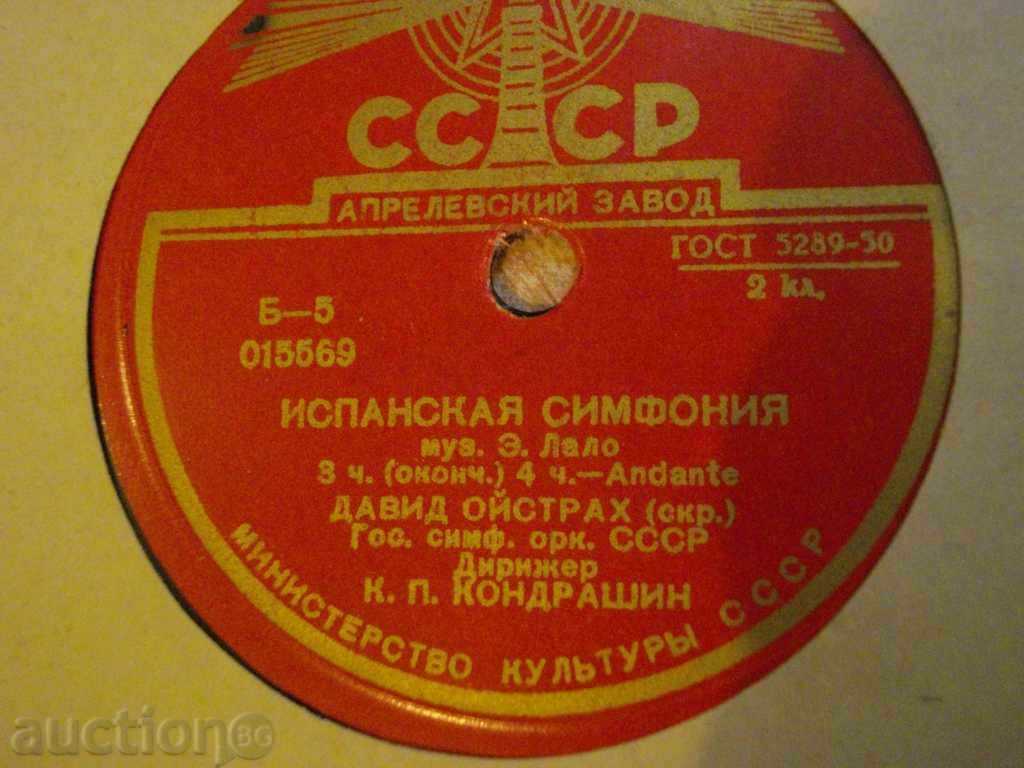 СССР
АПРЕЛЕВСКИЙ ЗАВОД
ГОСТ 5289-50
2 кл.
Б—5
015569
ИСПАНСКАЯ СИМФОНИЯ
муз. Э. Лало
3 ч. (оконч.) 4 ч.—Andante
ДАВИД ОЙСТРАХ (скр.)
Гос. симф. орк. СССР
Дирижер
К. П. КОНДРАШИН
МИНИСТЕРСТВО КУЛЬТУРЫ СССР
auction BG